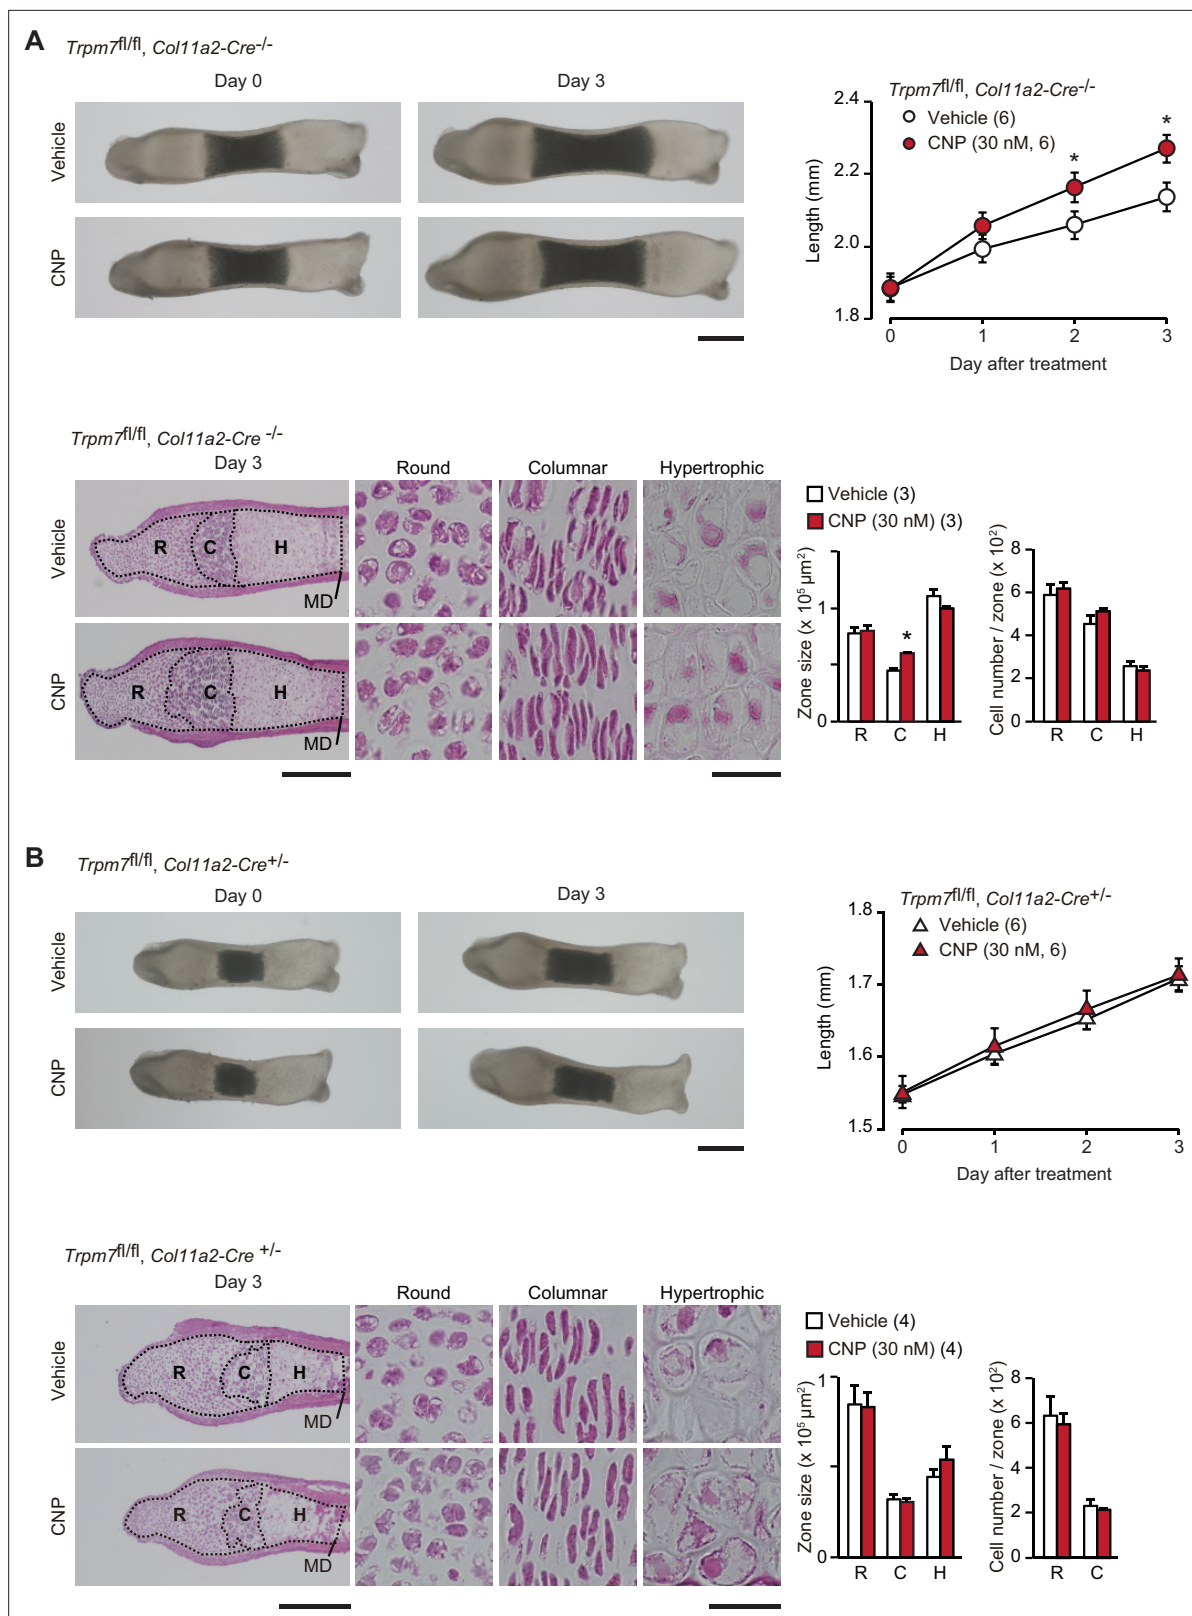 A
Trpm7fl/fl, Col11a2-Cre-/-
Day 0
Day 3
Vehicle
CNP
Trpm7fl/fl, Col11a2-Cre-/-
Vehicle (6)
CNP (30 nM, 6)
2.4
2.2
2.0
1.8
Length (mm)
*
*
0 1 2 3
Day after treatment
Trpm7fl/fl, Col11a2-Cre -/-
Day 3
Round
Columnar
Hypertrophic
Vehicle
R C H
MD
CNP
R C H
MD
Vehicle (3)
CNP (30 nM) (3)
Zone size (x 10⁵ µm²)
1
0
*
R C H
Cell number / zone (x 10²)
8
6
4
2
0
R C H
B
Trpm7fl/fl, Col11a2-Cre+/-
Day 0
Day 3
Vehicle
CNP
Trpm7fl/fl, Col11a2-Cre+/-
Vehicle (6)
CNP (30 nM, 6)
1.8
1.7
1.6
1.5
Length (mm)
0 1 2 3
Day after treatment
Trpm7fl/fl, Col11a2-Cre +/-
Day 3
Round
Columnar
Hypertrophic
Vehicle
R C H
MD
CNP
R C H
MD
Vehicle (4)
CNP (30 nM) (4)
Zone size (x 10⁵ µm²)
1
0
R C H
Cell number / zone (x 10²)
8
6
4
2
0
R C